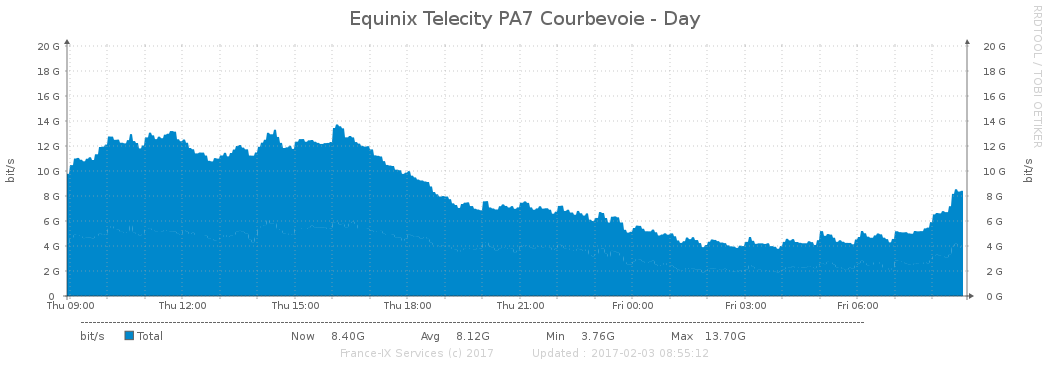 Equinix Telecity PA7 Courbevoie - Day
RRDTOOL / TOBI OETIKER
bit/s
bit/s
20 G 20 G
18 G 18 G
16 G 16 G
14 G 14 G
12 G 12 G
10 G 10 G
8 G 8 G
6 G 6 G
4 G 4 G
2 G 2 G
0 0 G
Thu 09:00 Thu 12:00 Thu 15:00 Thu 18:00 Thu 21:00 Fri 00:00 Fri 03:00 Fri 06:00
bit/s Total Now 8.40G Avg 8.12G Min 3.76G Max 13.70G
France-IX Services (c) 2017 Updated : 2017-02-03 08:55:12